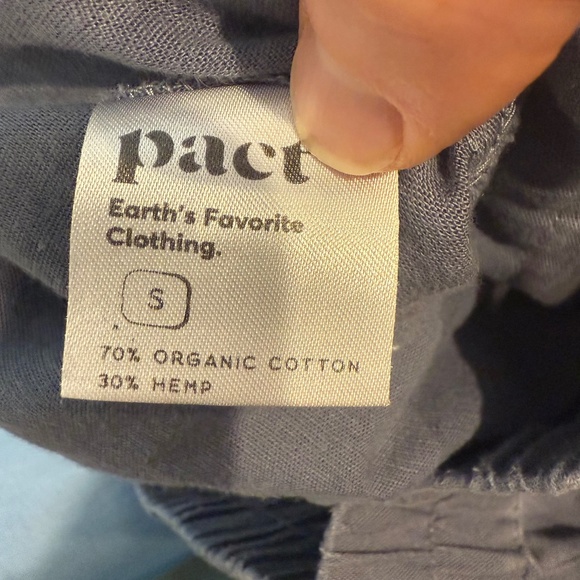 pact
Earth's Favorite
Clothing.
S
70% ORGANIC COTTON
30% HEMP